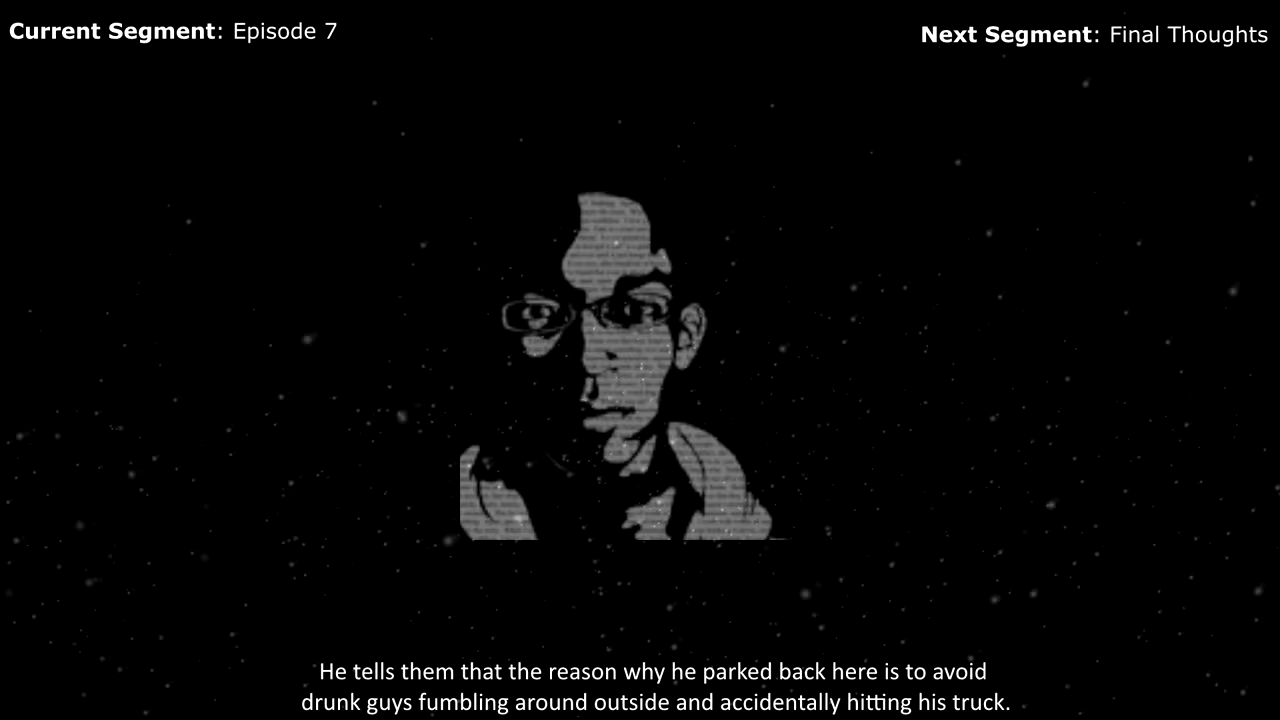 Current Segment: Episode 7
Next Segment: Final Thoughts
He tells them that the reason why he parked back here is to avoid
drunk guys fumbling around outside and accidentally hitting his truck.